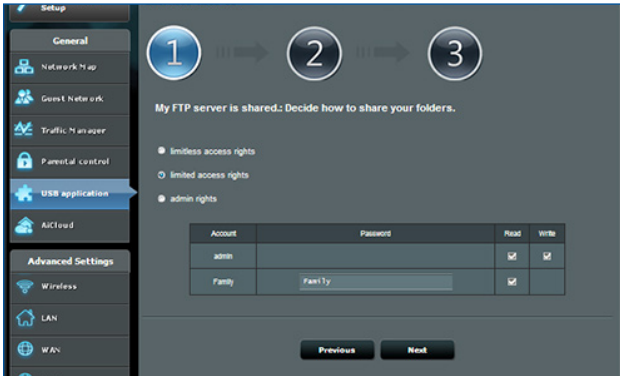 Setup
General
Network Map
Guest Network
Traffic Manager
Parental control
USB application
AiCloud
Advanced Settings
Wireless
LAN
WAN
1 2 3
My FTP server is shared.: Decide how to share your folders.
limitless access rights
limited access rights
admin rights
Account Password Read Write
admin
Family Family
Previous Next